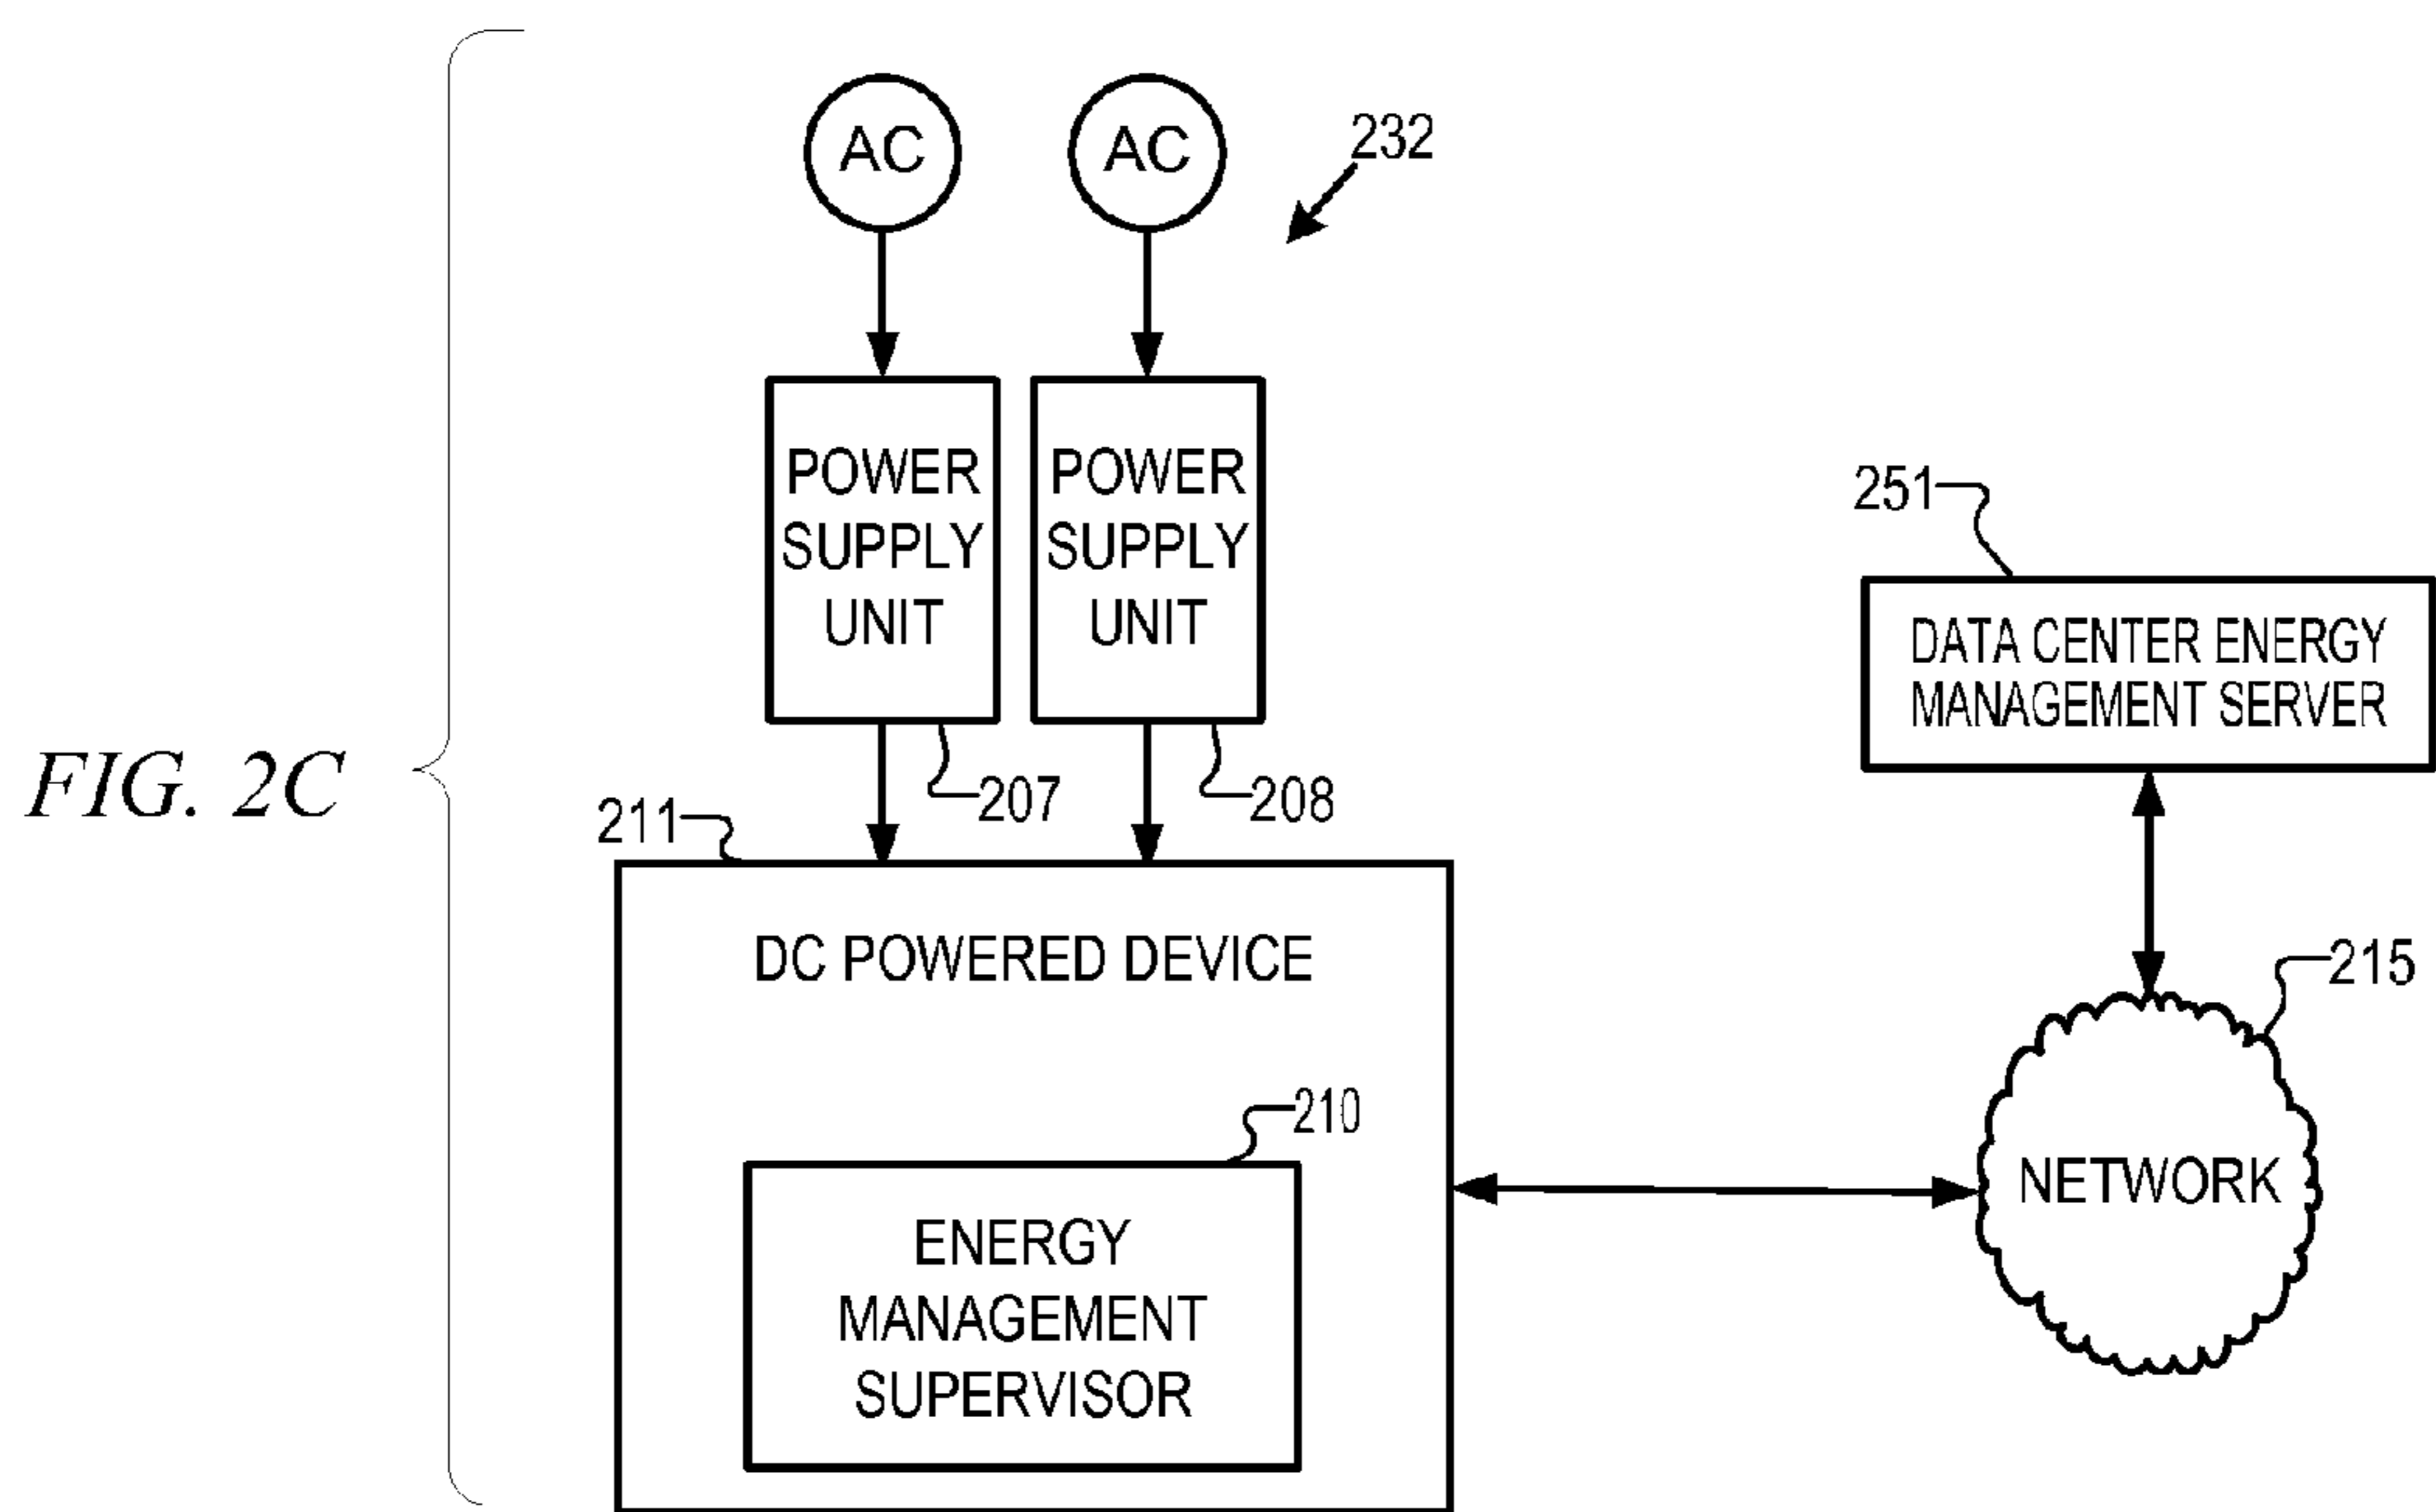 FIG. 2C
AC
AC
232
POWER
SUPPLY
UNIT
POWER
SUPPLY
UNIT
207
208
211
DC POWERED DEVICE
210
ENERGY
MANAGEMENT
SUPERVISOR
251
DATA CENTER ENERGY
MANAGEMENT SERVER
215
NETWORK